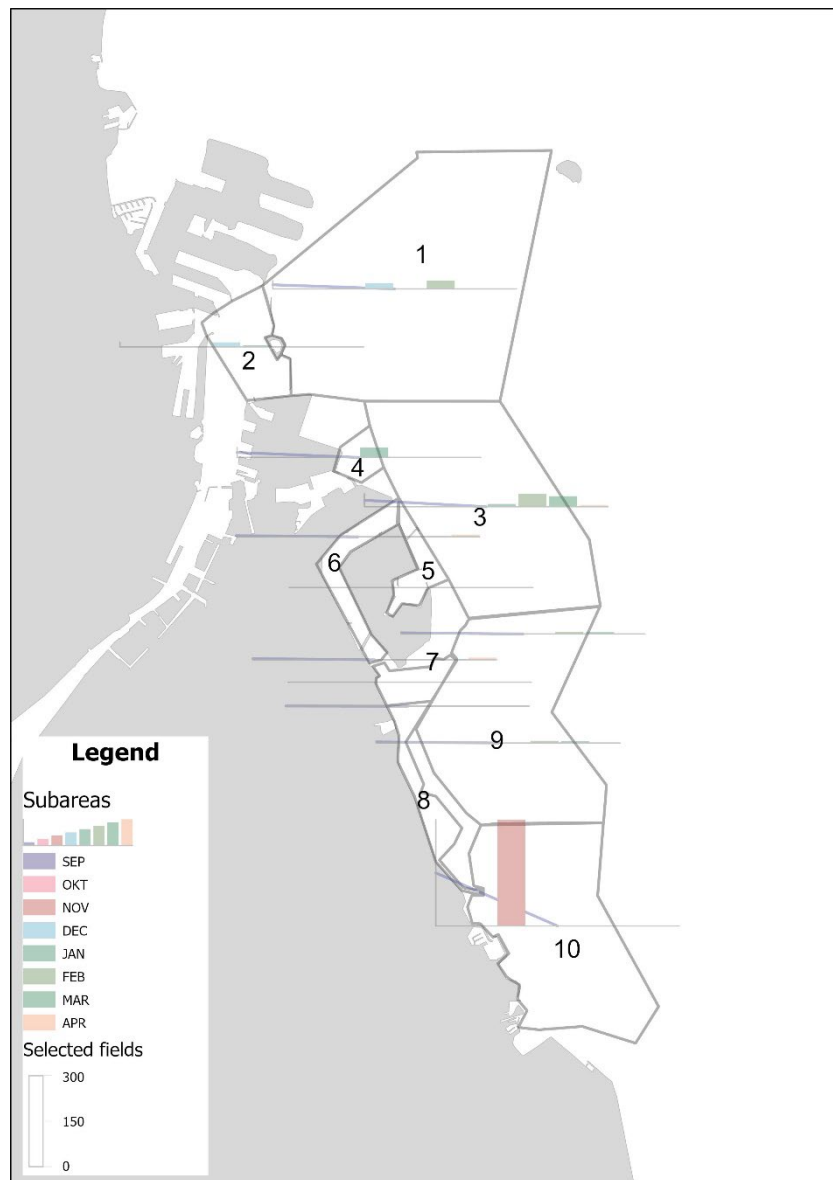 1
2
4
3
6
5
7
9
8
10
Legend
Subareas
SEP
OKT
NOV
DEC
JAN
FEB
MAR
APR
Selected fields
300
150
0